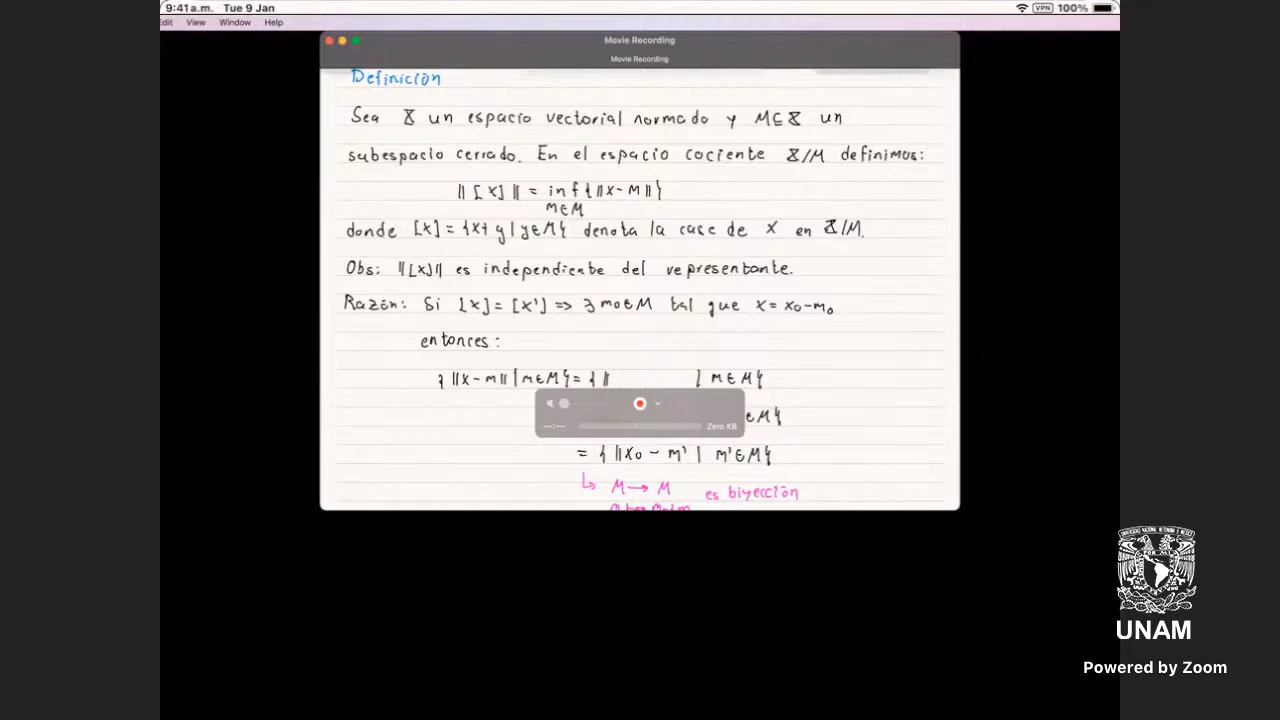 9:41 a.m. Tue 9 Jan
100%
VPN
Edit View Window Help
Movie Recording
Movie Recording
Definición
Sea X un espacio vectorial normado y M⊆X un
subespacio cerrado. En el espacio cociente X/M definimos:
|| [x] || = inf {||x-m||}
m∈M
donde [x] = {x+y | y∈M} denota la case de x en X/M.
Obs: ||[x]|| es independiente del representante.
Razón: Si [x] = [x'] => ∃ m₀∈M tal que x = x₀-m₀
entonces:
{ ||x-m|| | m∈M} = { || | m∈M}
∈M}
Zero KB
= { ||x₀ - m' | m'∈M}
↳ M → M es biyección
UNAM
Powered by Zoom